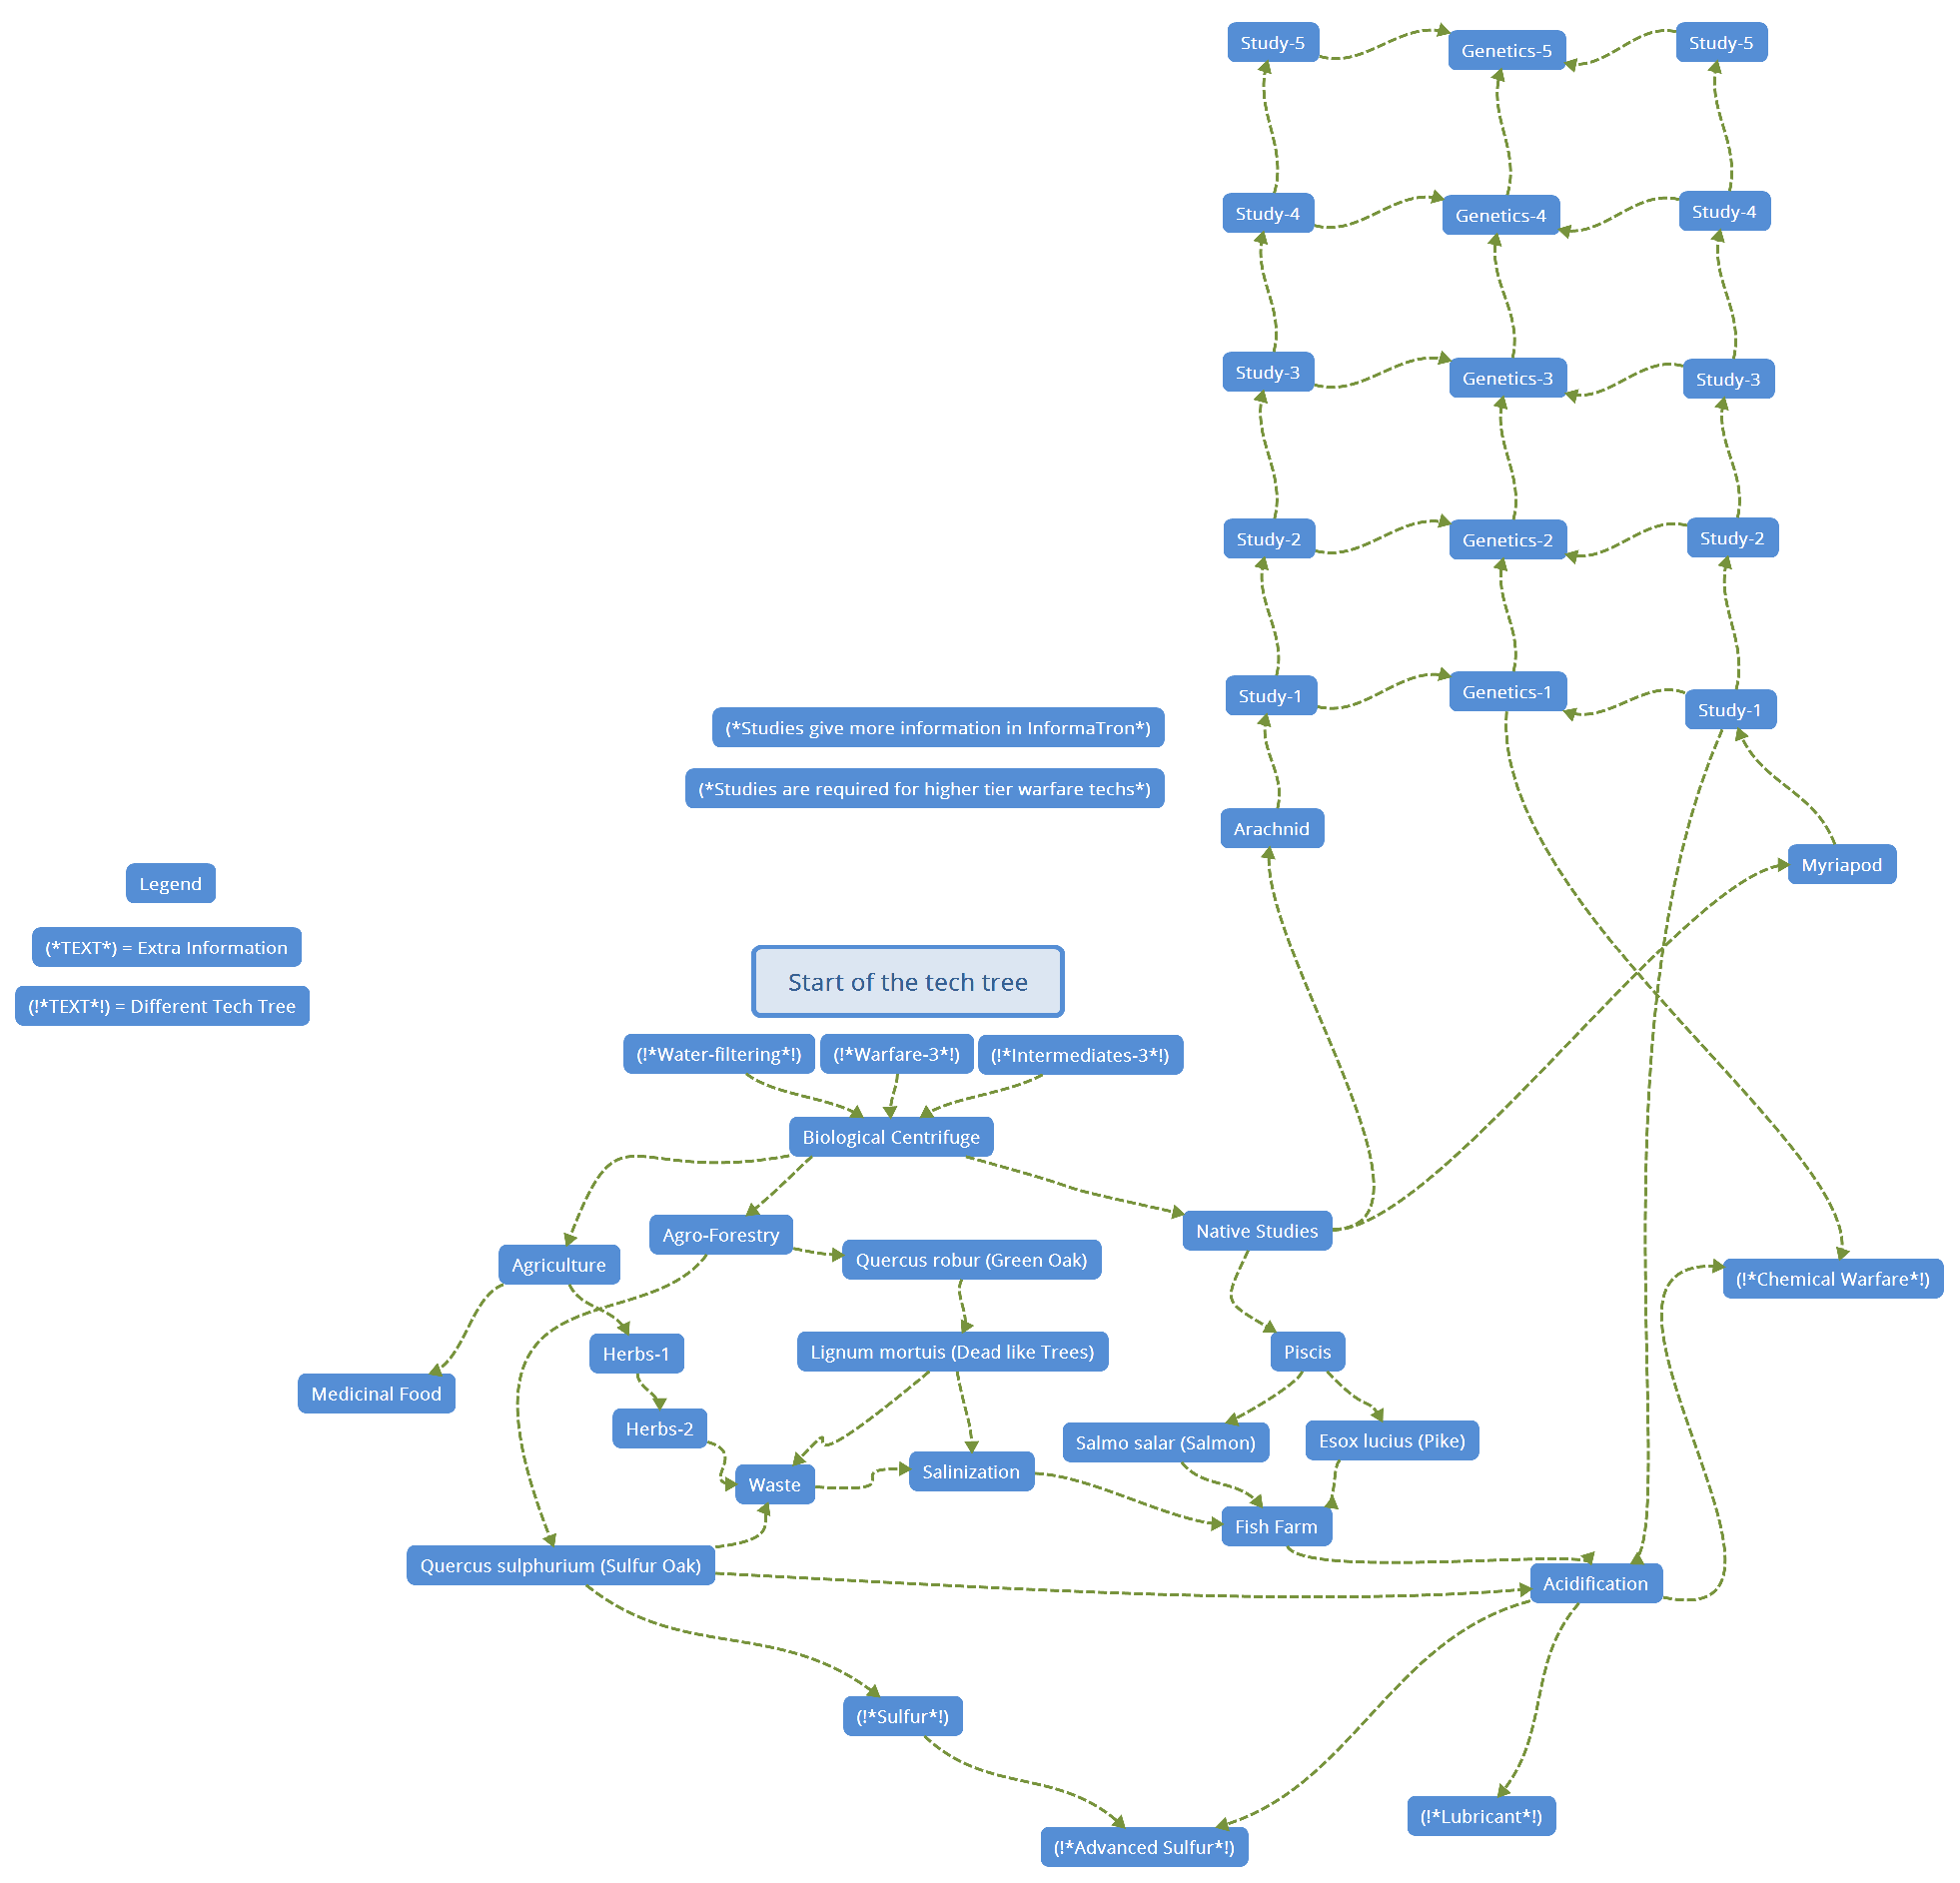 Study-5
Genetics-5
Study-5
Study-4
Genetics-4
Study-4
Study-3
Genetics-3
Study-3
Study-2
Genetics-2
Study-2
Study-1
Genetics-1
Study-1
(*Studies give more information in InformaTron*)
(*Studies are required for higher tier warfare techs*)
Arachnid
Myriapod
Legend
(*TEXT*) = Extra Information
(!*TEXT*!) = Different Tech Tree
Start of the tech tree
(!*Water-filtering*!)
(!*Warfare-3*!)
(!*Intermediates-3*!)
Biological Centrifuge
Agro-Forestry
Native Studies
Agriculture
Quercus robur (Green Oak)
(!*Chemical Warfare*!)
Herbs-1
Lignum mortuis (Dead like Trees)
Piscis
Medicinal Food
Herbs-2
Salmo salar (Salmon)
Esox lucius (Pike)
Waste
Salinization
Fish Farm
Quercus sulphurium (Sulfur Oak)
Acidification
(!*Sulfur*!)
(!*Lubricant*!)
(!*Advanced Sulfur*!)